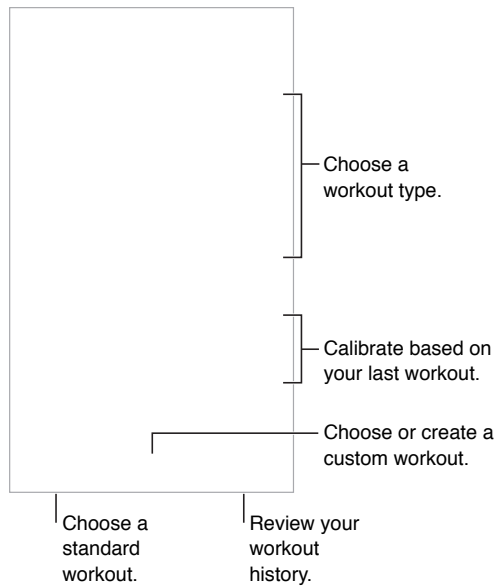 Choose a
workout type.
Calibrate based on
your last workout.
Choose or create a
custom workout.
Choose a
standard
workout.
Review your
workout
history.